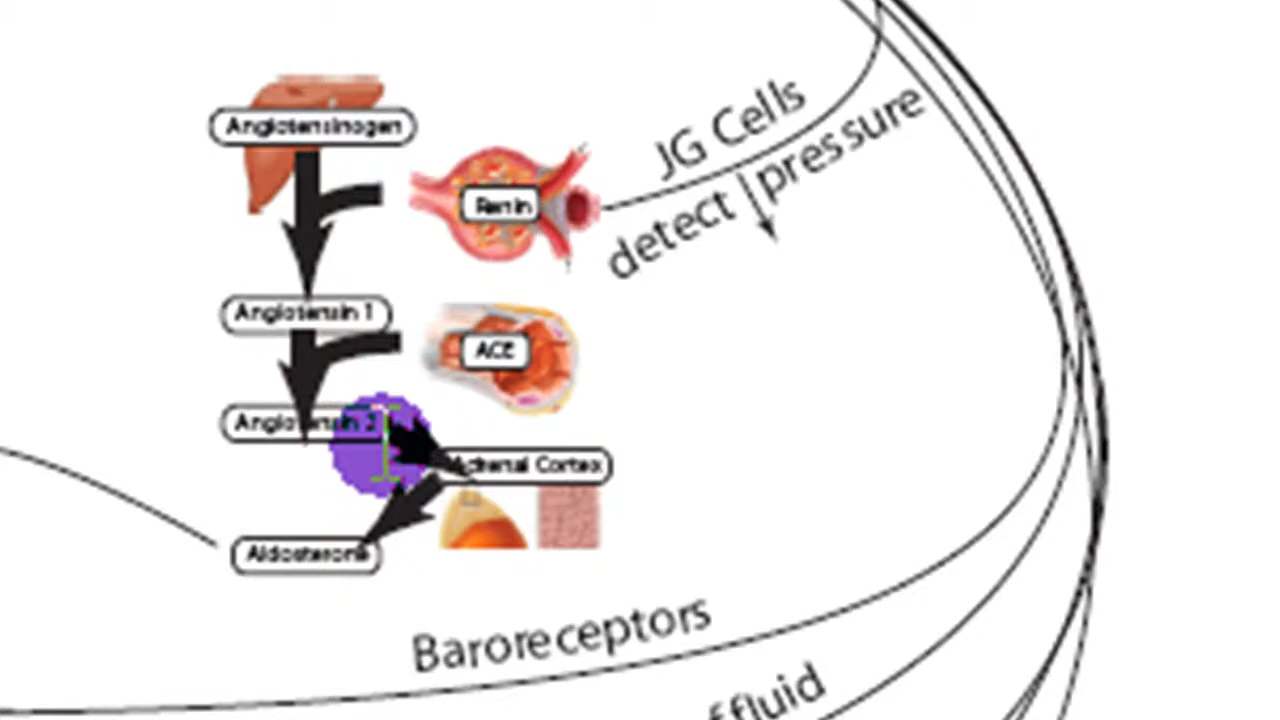 Angiotensinogen
JG Cells
detect pressure
Renin
Angiotensin 1
ACE
Angiotensin 2
Adrenal Cortex
Aldosterone
Baroreceptors
fluid